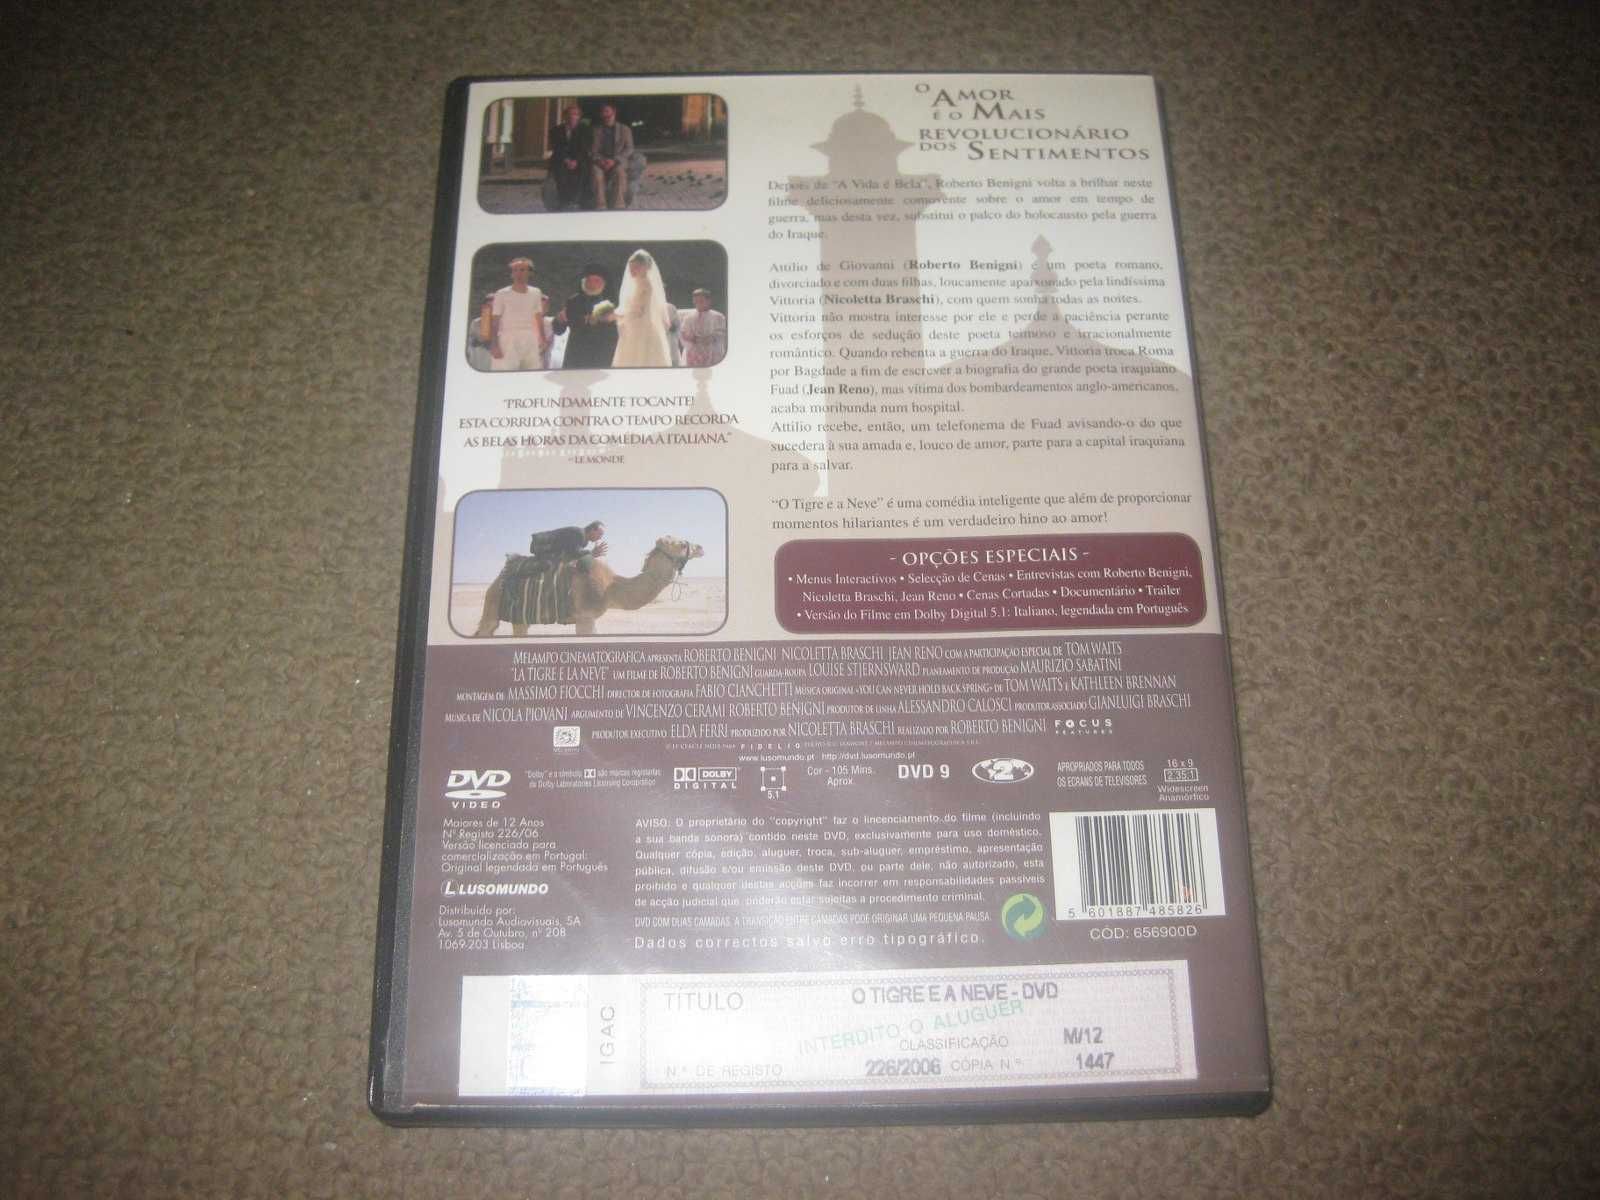 O AMOR
É O MAIS
REVOLUCIONÁRIO
DOS SENTIMENTOS
Depois de "A Vida é Bela", Roberto Benigni volta a brilhar neste
filme deliciosamente comovente sobre o amor em tempo de
guerra, mas desta vez, substitui o palco do holocausto pela guerra
do Iraque.
Attilio de Giovanni (Roberto Benigni) é um poeta romano,
divorciado e com duas filhas, loucamente apaixonado pela lindíssima
Vittoria (Nicoletta Braschi), com quem sonha todas as noites.
Vittoria não mostra interesse por ele e perde a paciência perante
os esforços de sedução deste poeta teimoso e irracionalmente
romântico. Quando rebenta a guerra do Iraque, Vittoria troca Roma
por Bagdade a fim de escrever a biografia do grande poeta iraquiano
Fuad (Jean Reno), mas vítima dos bombardeamentos anglo-americanos,
acaba moribunda num hospital.
Attilio recebe, então, um telefonema de Fuad avisando-o do que
sucedera à sua amada e, louco de amor, parte para a capital iraquiana
para a salvar.
"O Tigre e a Neve" é uma comédia inteligente que além de proporcionar
momentos hilariantes é um verdadeiro hino ao amor!
"PROFUNDAMENTE TOCANTE!
ESTA CORRIDA CONTRA O TEMPO RECORDA
AS BELAS HORAS DA COMÉDIA À ITALIANA."
LE MONDE
- OPÇÕES ESPECIAIS -
• Menus Interactivos • Selecção de Cenas • Entrevistas com Roberto Benigni,
Nicoletta Braschi, Jean Reno • Cenas Cortadas • Documentário • Trailer
• Versão do Filme em Dolby Digital 5.1: Italiano, legendada em Português
MELAMPO CINEMATOGRAFICA APRESENTA ROBERTO BENIGNI NICOLETTA BRASCHI JEAN RENO COM A PARTICIPAÇÃO ESPECIAL DE TOM WAITS
"LA TIGRE E LA NEVE" UM FILME DE ROBERTO BENIGNI GUARDA-ROUPA LOUISE STJERNSWARD PLANEAMENTO DE PRODUÇÃO MAURIZIO SABATINI
MONTAGEM DE MASSIMO FIOCCHI DIRECTOR DE FOTOGRAFIA FABIO CIANCHETTI MÚSICA ORIGINAL «YOU CAN NEVER HOLD BACK SPRING» DE TOM WAITS E KATHLEEN BRENNAN
MÚSICA DE NICOLA PIOVANI ARGUMENTO DE VINCENZO CERAMI ROBERTO BENIGNI PRODUTOR DE LINHA ALESSANDRO CALOSCI PRODUTOR ASSOCIADO GIANLUIGI BRASCHI
PRODUTOR EXECUTIVO ELDA FERRI PRODUZIDO POR NICOLETTA BRASCHI REALIZADO POR ROBERTO BENIGNI FOCUS
FEATURES
FIDELIO
www.lusomundo.pt http://dvd.lusomundo.pt
DVD
VIDEO
"Dolby" e o símbolo são marcas registadas
da Dolby Laboratories Licensing Corporation
DOLBY
DIGITAL
5.1
Cor - 105 Mins.
Aprox.
DVD 9
2
APROPRIADOS PARA TODOS
OS ECRANS DE TELEVISORES
16 x 9
2.35:1
Widescreen
Anamórfico
Maiores de 12 Anos
Nº Registo 226/06
Versão licenciada para
comercialização em Portugal:
Original legendada em Português
LUSOMUNDO
Distribuído por:
Lusomundo Audiovisuais, SA
Av. 5 de Outubro, nº 208
1069-203 Lisboa
AVISO: O proprietário do "copyright" faz o lincenciamento do filme (incluindo
a sua banda sonora) contido neste DVD, exclusivamente para uso doméstico.
Qualquer cópia, edição, aluguer, troca, sub-aluguer, empréstimo, apresentação
pública, difusão e/ou emissão deste DVD, ou parte dele, não autorizado, esta
proibido e qualquer destas acções faz incorrer em responsabilidades passíveis
de acção judicial que poderão estar sujeitas a procedimento criminal.
DVD COM DUAS CAMADAS. A TRANSIÇÃO ENTRE CAMADAS PODE ORIGINAR UMA PEQUENA PAUSA.
Dados correctos salvo erro tipográfico.
5 601887 485826
CÓD: 656900D
IGAC
TÍTULO O TIGRE E A NEVE - DVD
INTERDITO O ALUGUER
CLASSIFICAÇÃO M/12
N.º DE REGISTO 226/2006 CÓPIA N.º 1447